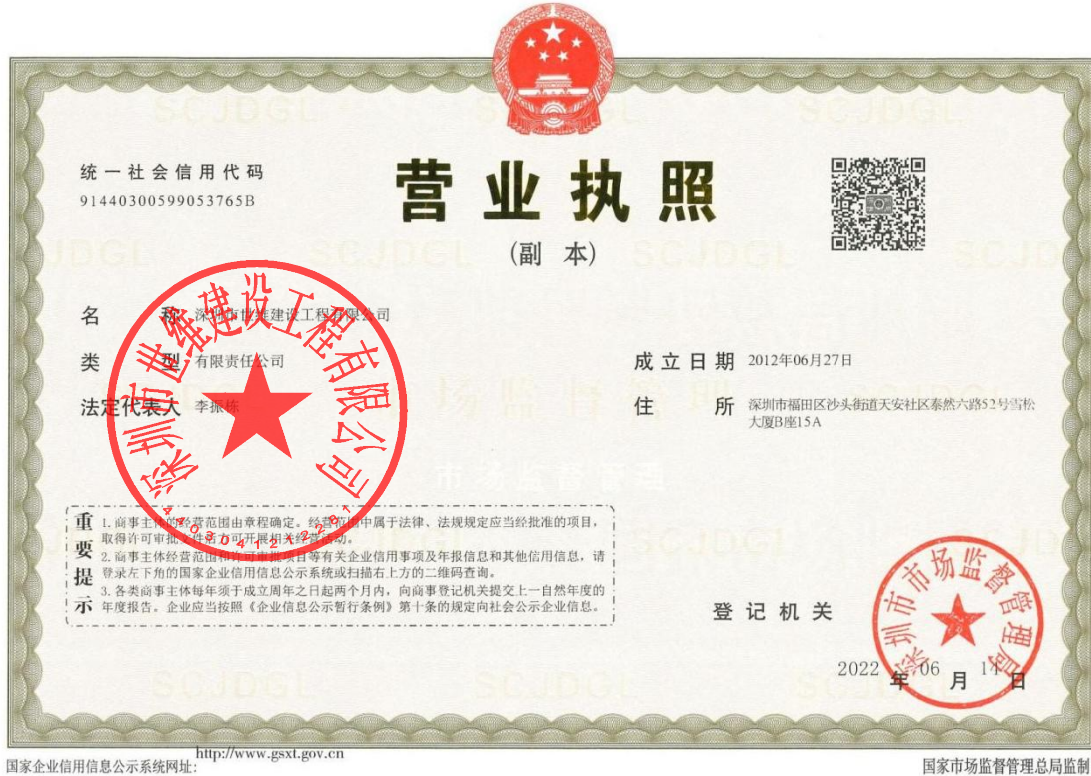 营业执照
(副 本)
统一社会信用代码
91440300599053765B
名 称 深圳市世维建设工程有限公司
类 型 有限责任公司
法定代表人 李振栋
成立日期 2012年06月27日
住 所 深圳市福田区沙头街道天安社区泰然六路52号雪松
大厦B座15A
深圳市世维建设工程有限公司
4403041212281
重要提示
1.商事主体的经营范围由章程确定。经营范围中属于法律、法规规定应当经批准的项目，
取得许可审批文件后方可开展相关经营活动。
2.商事主体经营范围和许可审批项目等有关企业信用事项及年报信息和其他信用信息，请
登录左下角的国家企业信用信息公示系统或扫描右上方的二维码查询。
3.各类商事主体每年须于成立周年之日起两个月内，向商事登记机关提交上一自然年度的
年度报告。企业应当按照《企业信息公示暂行条例》第十条的规定向社会公示企业信息。
登记机关
深圳市市场监督管理局
2022 年 06 月 14 日
国家企业信用信息公示系统网址：http://www.gsxt.gov.cn
国家市场监督管理总局监制
SCJDGL
市场监督管理